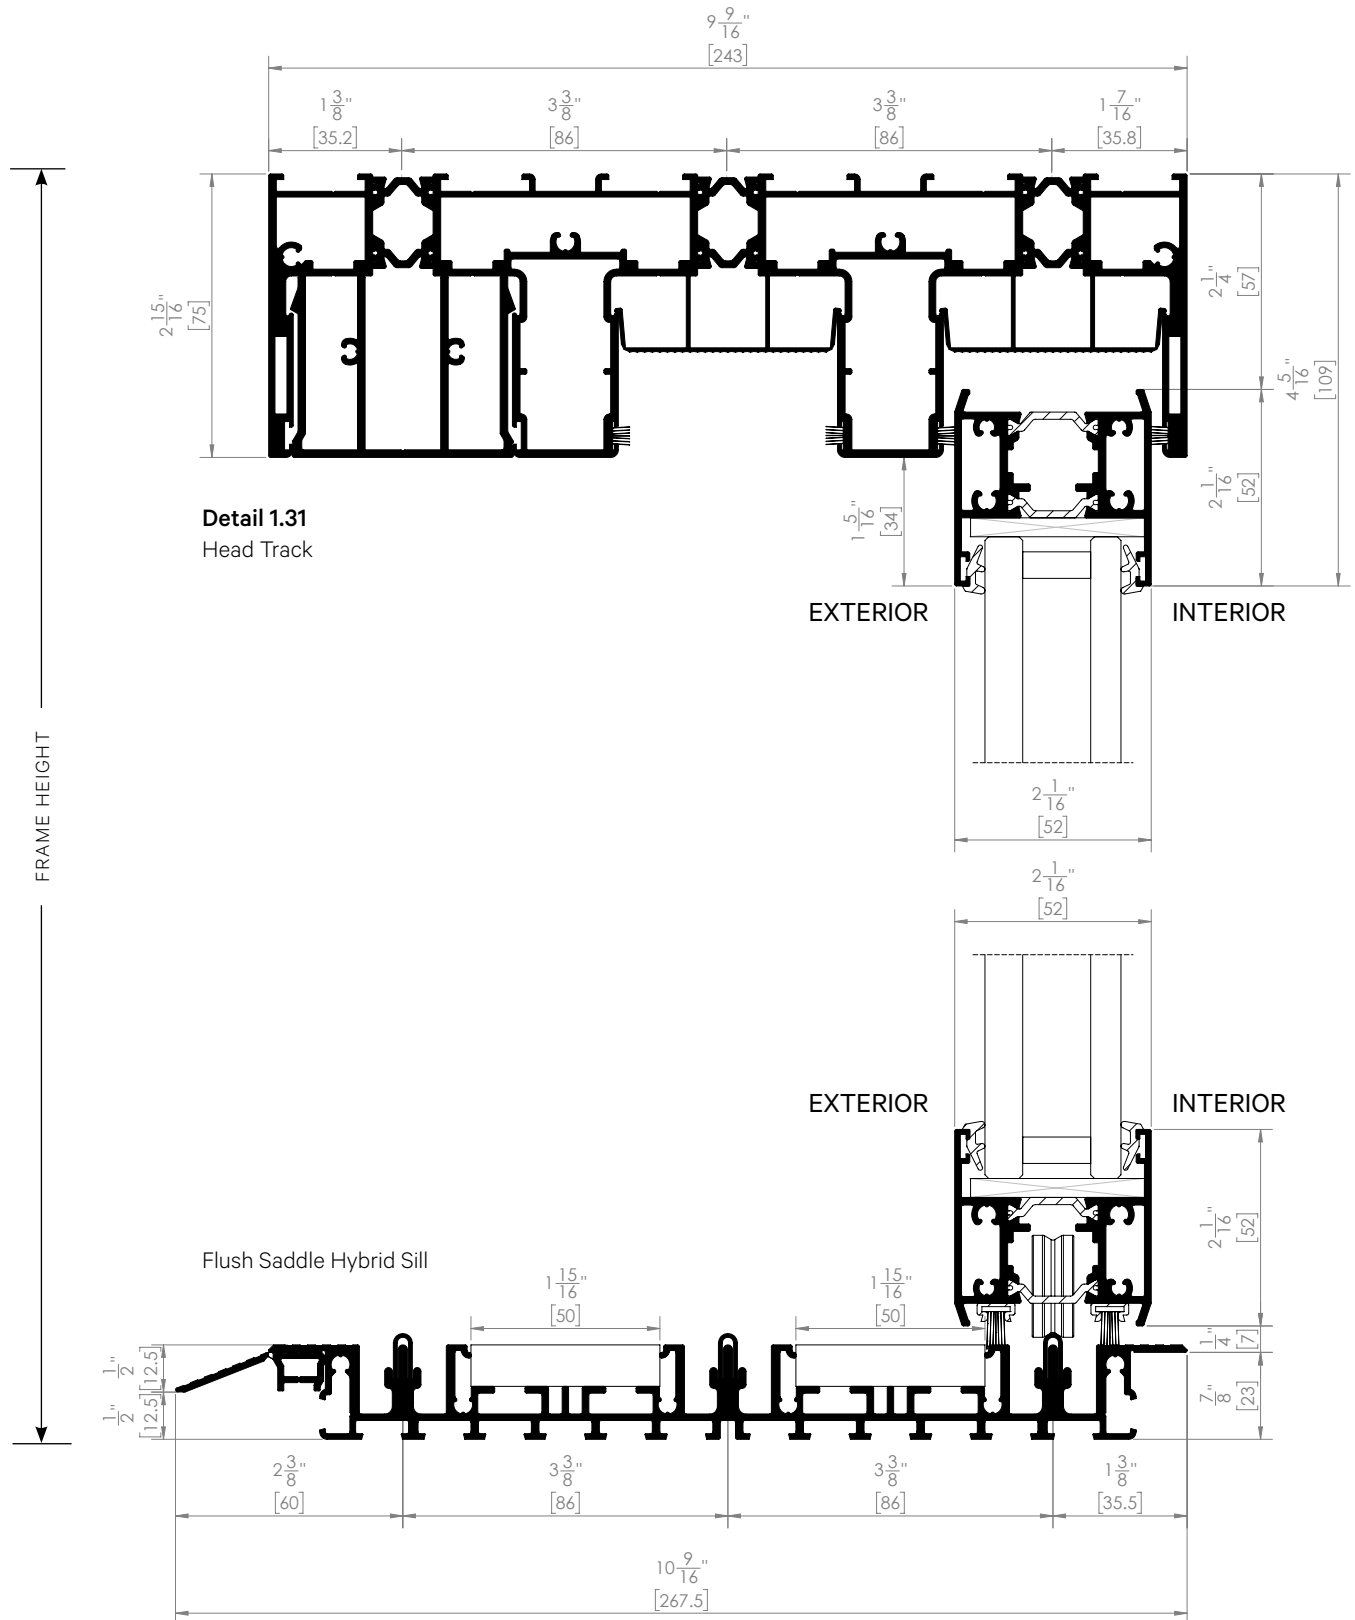 9 9/16"
[243]
1 3/8" 3 3/8" 3 3/8" 1 7/16"
[35.2] [86] [86] [35.8]
2 15/16"
[75]
2 1/4"
[57]
4 5/16"
[109]
2 1/16"
[52]
1 5/16"
[34]
Detail 1.31
Head Track
EXTERIOR INTERIOR
FRAME HEIGHT
2 1/16"
[52]
2 1/16"
[52]
EXTERIOR INTERIOR
2 1/16"
[52]
Flush Saddle Hybrid Sill
1 15/16" 1 15/16"
[50] [50]
1/2"
[12.5]
1/2"
[12.5]
1/4"
[7]
7/8"
[23]
2 3/8" 3 3/8" 3 3/8" 1 3/8"
[60] [86] [86] [35.5]
10 9/16"
[267.5]